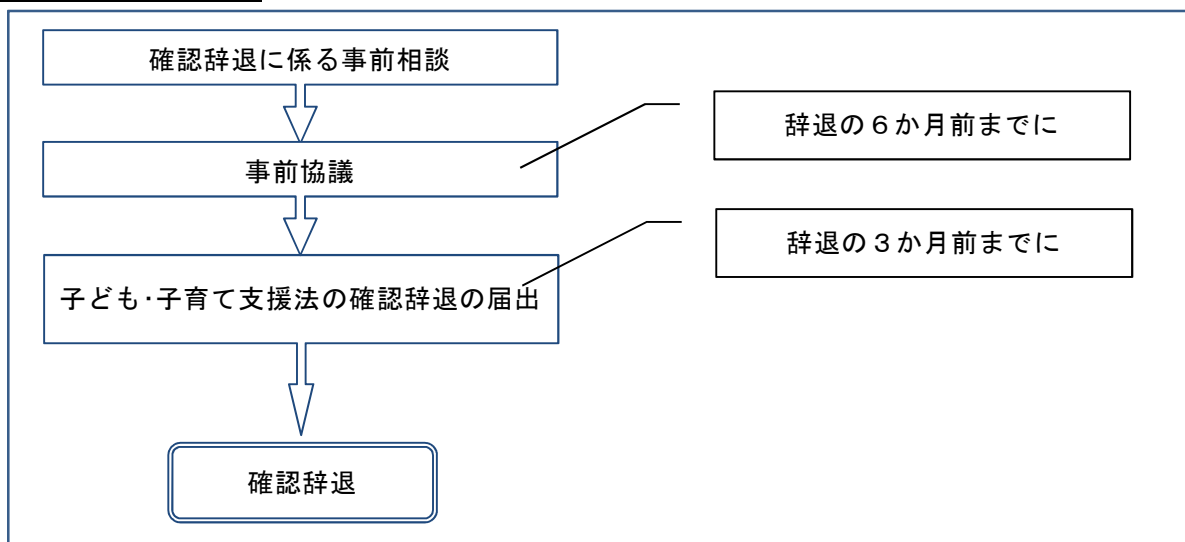 確認辞退に係る事前相談
辞退の６か月前までに
事前協議
辞退の３か月前までに
子ども･子育て支援法の確認辞退の届出
確認辞退